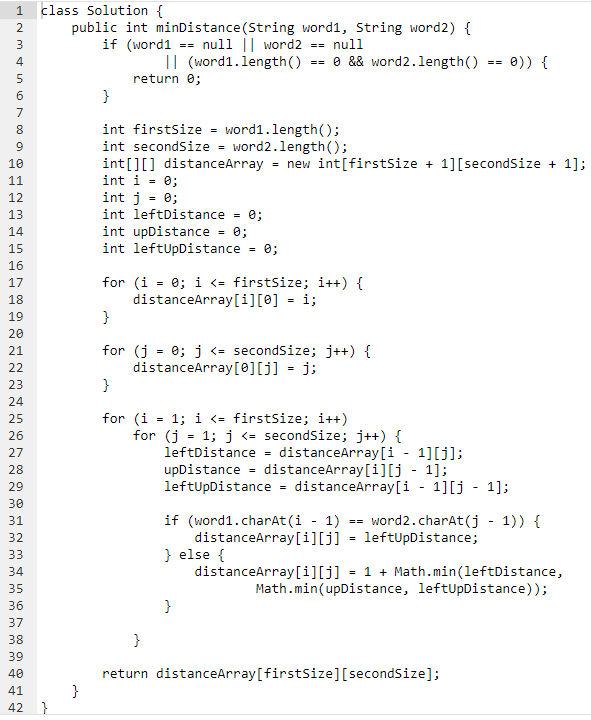 1 class Solution {
2     public int minDistance(String word1, String word2) {
3         if (word1 == null || word2 == null
4                 || (word1.length() == 0 && word2.length() == 0)) {
5             return 0;
6         }
7
8         int firstSize = word1.length();
9         int secondSize = word2.length();
10         int[][] distanceArray = new int[firstSize + 1][secondSize + 1];
11         int i = 0;
12         int j = 0;
13         int leftDistance = 0;
14         int upDistance = 0;
15         int leftUpDistance = 0;
16
17         for (i = 0; i <= firstSize; i++) {
18             distanceArray[i][0] = i;
19         }
20
21         for (j = 0; j <= secondSize; j++) {
22             distanceArray[0][j] = j;
23         }
24
25         for (i = 1; i <= firstSize; i++)
26             for (j = 1; j <= secondSize; j++) {
27                 leftDistance = distanceArray[i - 1][j];
28                 upDistance = distanceArray[i][j - 1];
29                 leftUpDistance = distanceArray[i - 1][j - 1];
30
31                 if (word1.charAt(i - 1) == word2.charAt(j - 1)) {
32                     distanceArray[i][j] = leftUpDistance;
33                 } else {
34                     distanceArray[i][j] = 1 + Math.min(leftDistance,
35                             Math.min(upDistance, leftUpDistance));
36                 }
37
38             }
39
40         return distanceArray[firstSize][secondSize];
41     }
42 }